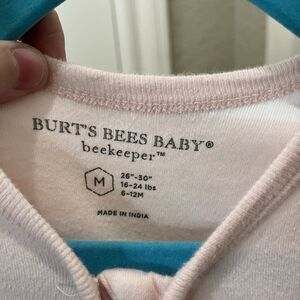 BURT'S BEES BABY®
beekeeper™
M
26"-30"
16-24 lbs
6-12M
MADE IN INDIA